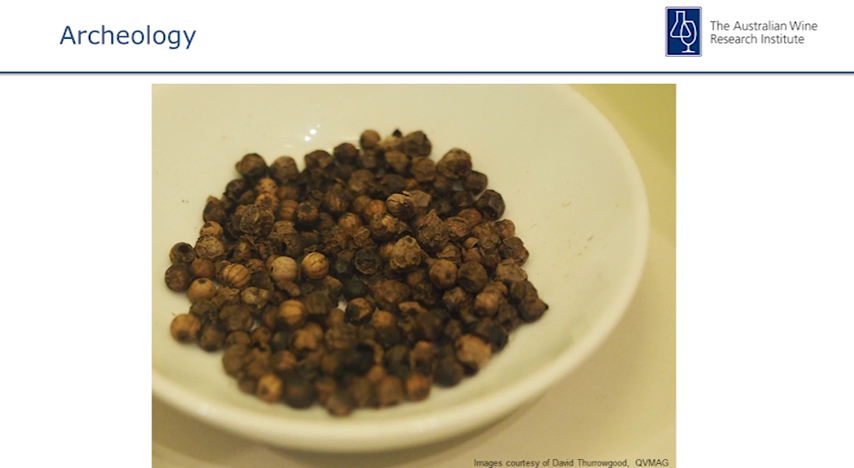 Archeology
The Australian Wine
Research Institute
Images courtesy of David Thurrowgood, QVMAG